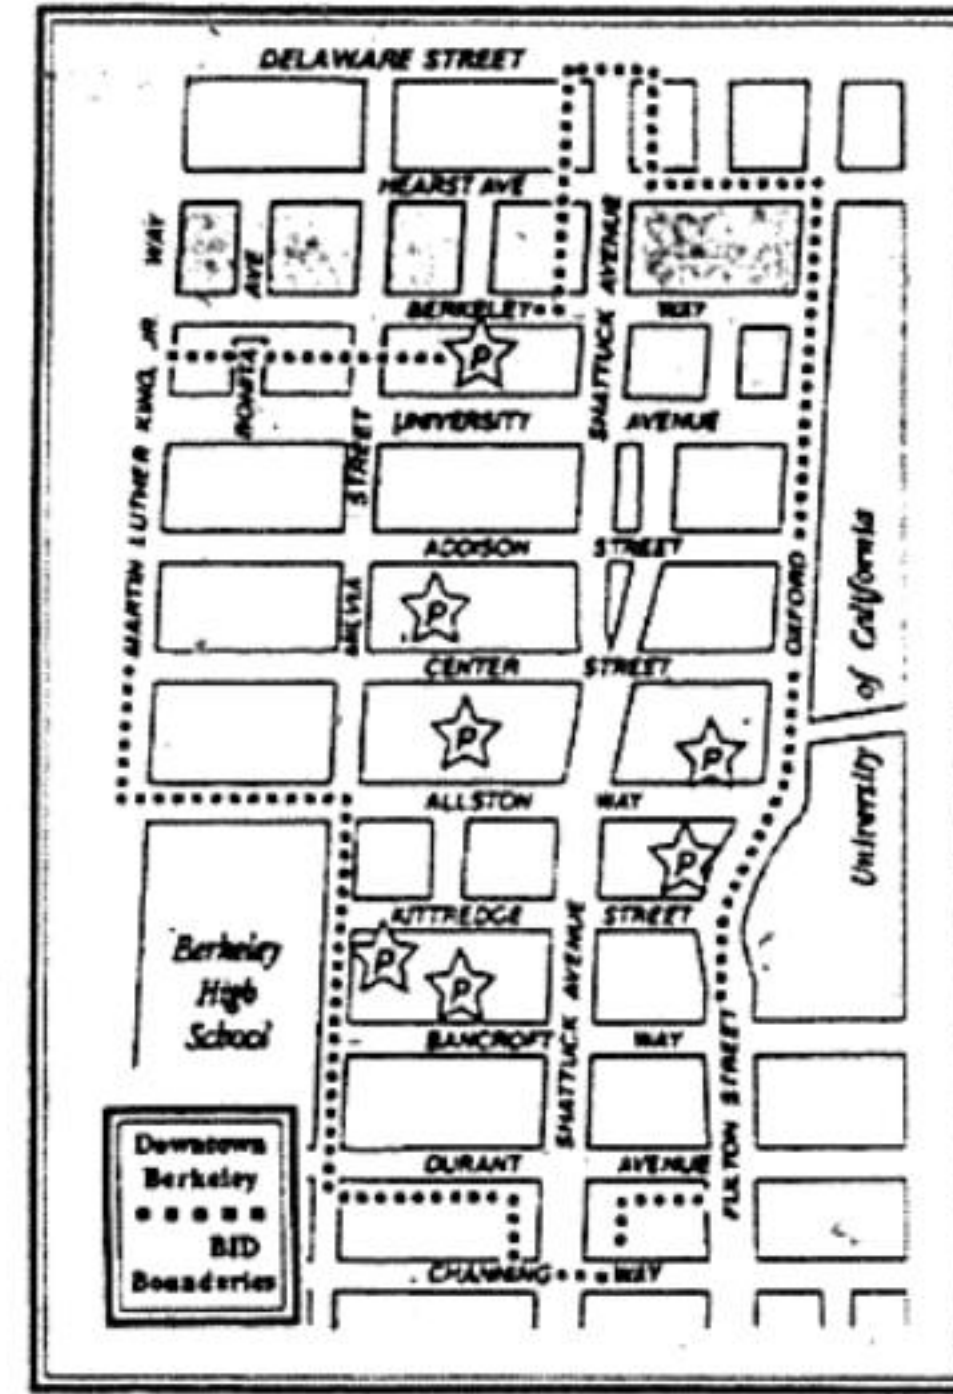 DELAWARE STREET
HEARST AVE
MARTIN LUTHER KING, JR. WAY
BONITA AVE
SHATTUCK AVENUE
BERKELEY WAY
P
UNIVERSITY AVENUE
MILVIA STREET
ADDISON STREET
P
OXFORD
CENTER STREET
P
P
University of California
ALLSTON WAY
P
KITTREDGE STREET
P
P
Berkeley
High
School
BANCROFT WAY
SHATTUCK AVENUE
FULTON STREET
DURANT AVENUE
CHANNING WAY
Downtown
Berkeley
BID
Boundaries